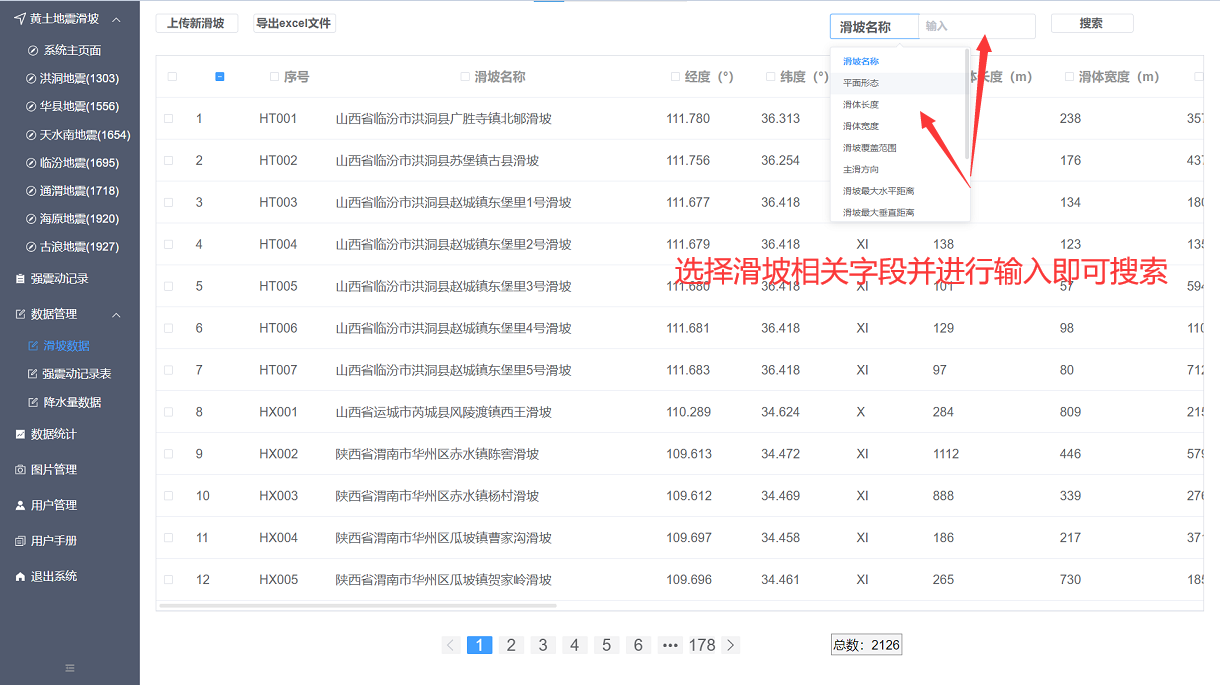 黄土地震滑坡
系统主页面
洪洞地震(1303)
华县地震(1556)
天水南地震(1654)
临汾地震(1695)
通渭地震(1718)
海原地震(1920)
古浪地震(1927)
强震动记录
数据管理
滑坡数据
强震动记录表
降水量数据
数据统计
图片管理
用户管理
用户手册
退出系统
上传新滑坡 导出excel文件 滑坡名称 输入 搜索
滑坡名称
平面形态
滑体长度
滑体宽度
滑坡覆盖范围
主滑方向
滑坡最大水平距离
滑坡最大垂直距离
序号 滑坡名称 经度（°） 纬度（°） 体长度（m） 滑体宽度（m）
1 HT001 山西省临汾市洪洞县广胜寺镇北郇滑坡 111.780 36.313 238 357
2 HT002 山西省临汾市洪洞县苏堡镇古县滑坡 111.756 36.254 176 437
3 HT003 山西省临汾市洪洞县赵城镇东堡里1号滑坡 111.677 36.418 134 180
4 HT004 山西省临汾市洪洞县赵城镇东堡里2号滑坡 111.679 36.418 XI 138 123 135
选择滑坡相关字段并进行输入即可搜索
5 HT005 山西省临汾市洪洞县赵城镇东堡里3号滑坡 111.680 36.418 XI 101 57 594
6 HT006 山西省临汾市洪洞县赵城镇东堡里4号滑坡 111.681 36.418 XI 129 98 110
7 HT007 山西省临汾市洪洞县赵城镇东堡里5号滑坡 111.683 36.418 XI 97 80 712
8 HX001 山西省运城市芮城县风陵渡镇西王滑坡 110.289 34.624 X 284 809 215
9 HX002 陕西省渭南市华州区赤水镇陈窖滑坡 109.613 34.472 XI 1112 446 579
10 HX003 陕西省渭南市华州区赤水镇杨村滑坡 109.612 34.469 XI 888 339 276
11 HX004 陕西省渭南市华州区瓜坡镇曹家沟滑坡 109.697 34.458 XI 186 217 371
12 HX005 陕西省渭南市华州区瓜坡镇贺家岭滑坡 109.696 34.461 XI 265 730 185
1 2 3 4 5 6 ••• 178 总数：2126